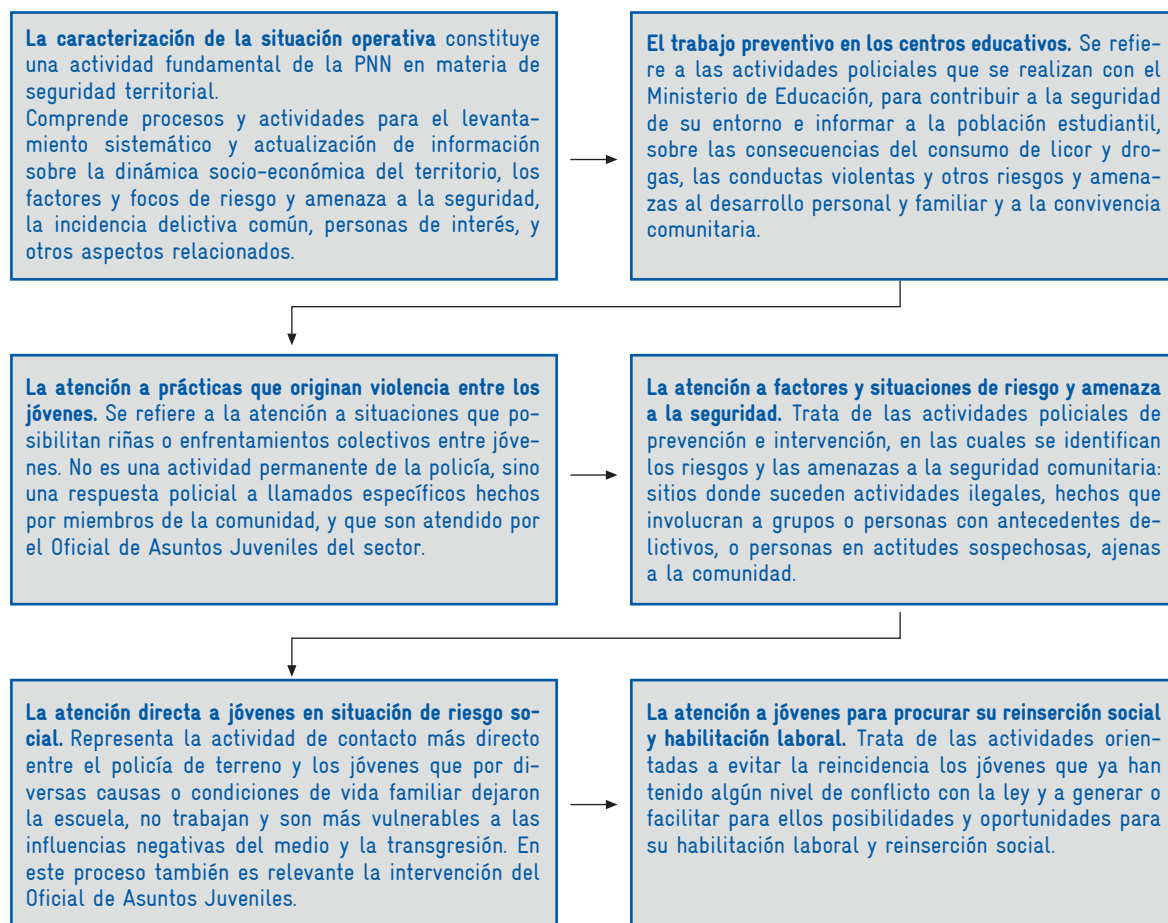 La caracterización de la situación operativa constituye
una actividad fundamental de la PNN en materia de
seguridad territorial.
Comprende procesos y actividades para el levanta-
miento sistemático y actualización de información
sobre la dinámica socio-económica del territorio, los
factores y focos de riesgo y amenaza a la seguridad,
la incidencia delictiva común, personas de interés, y
otros aspectos relacionados.
El trabajo preventivo en los centros educativos. Se refie-
re a las actividades policiales que se realizan con el
Ministerio de Educación, para contribuir a la seguridad
de su entorno e informar a la población estudiantil,
sobre las consecuencias del consumo de licor y dro-
gas, las conductas violentas y otros riesgos y amena-
zas al desarrollo personal y familiar y a la convivencia
comunitaria.
La atención a prácticas que originan violencia entre los
jóvenes. Se refiere a la atención a situaciones que po-
sibilitan riñas o enfrentamientos colectivos entre jóve-
nes. No es una actividad permanente de la policía, sino
una respuesta policial a llamados específicos hechos
por miembros de la comunidad, y que son atendido por
el Oficial de Asuntos Juveniles del sector.
La atención a factores y situaciones de riesgo y amenaza
a la seguridad. Trata de las actividades policiales de
prevención e intervención, en las cuales se identifican
los riesgos y las amenazas a la seguridad comunitaria:
sitios donde suceden actividades ilegales, hechos que
involucran a grupos o personas con antecedentes de-
lictivos, o personas en actitudes sospechosas, ajenas
a la comunidad.
La atención directa a jóvenes en situación de riesgo so-
cial. Representa la actividad de contacto más directo
entre el policía de terreno y los jóvenes que por di-
versas causas o condiciones de vida familiar dejaron
la escuela, no trabajan y son más vulnerables a las
influencias negativas del medio y la transgresión. En
este proceso también es relevante la intervención del
Oficial de Asuntos Juveniles.
La atención a jóvenes para procurar su reinserción social
y habilitación laboral. Trata de las actividades orien-
tadas a evitar la reincidencia los jóvenes que ya han
tenido algún nivel de conflicto con la ley y a generar o
facilitar para ellos posibilidades y oportunidades para
su habilitación laboral y reinserción social.